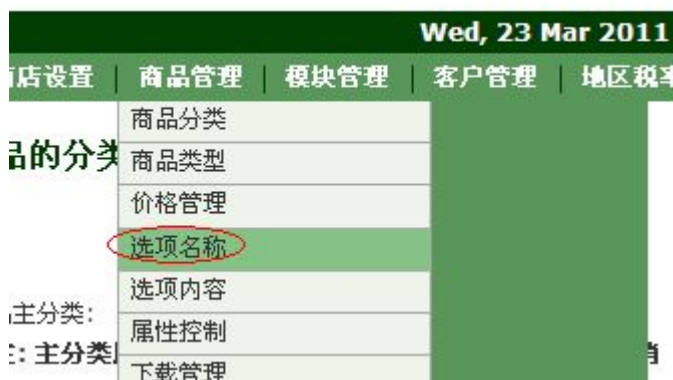 Wed, 23 Mar 2011
店设置 | 商品管理 | 模块管理 | 客户管理 | 地区税
商品分类
品的分类
商品类型
价格管理
选项名称
选项内容
主分类:
属性控制
: 主分类
下载管理